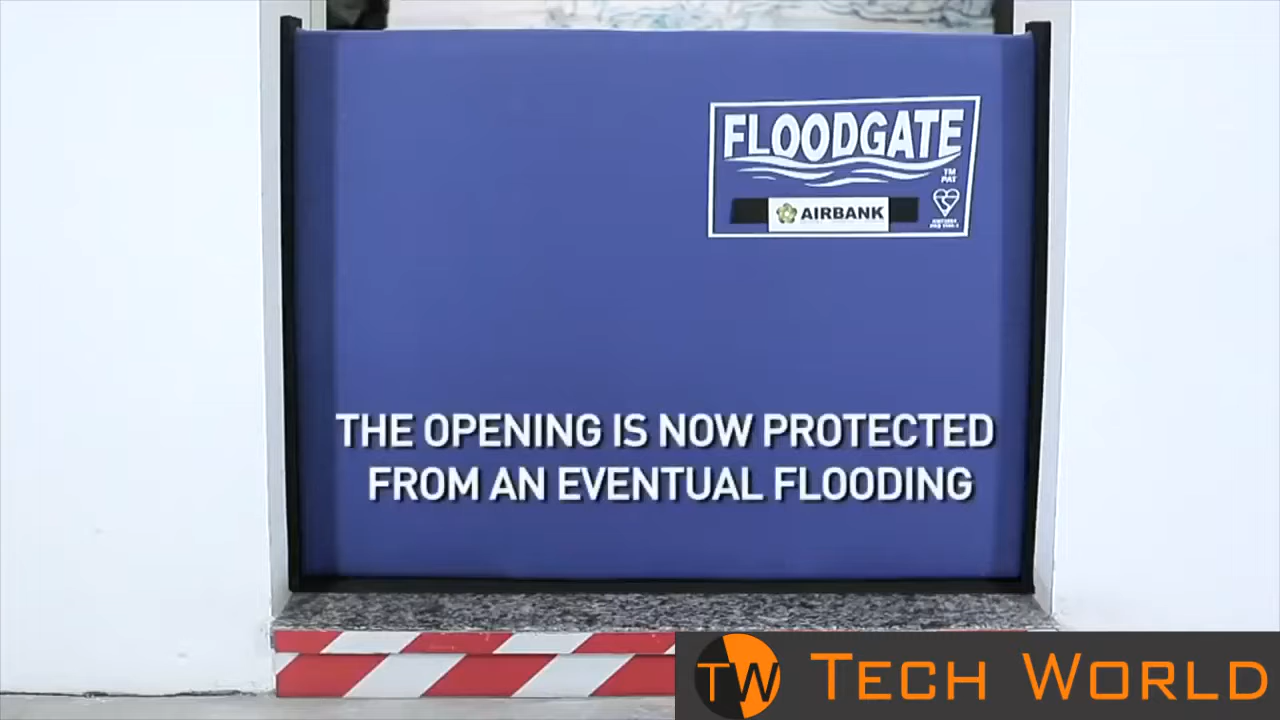 FLOODGATE
TM
PAT
AIRBANK
THE OPENING IS NOW PROTECTED
FROM AN EVENTUAL FLOODING
TW TECH WORLD